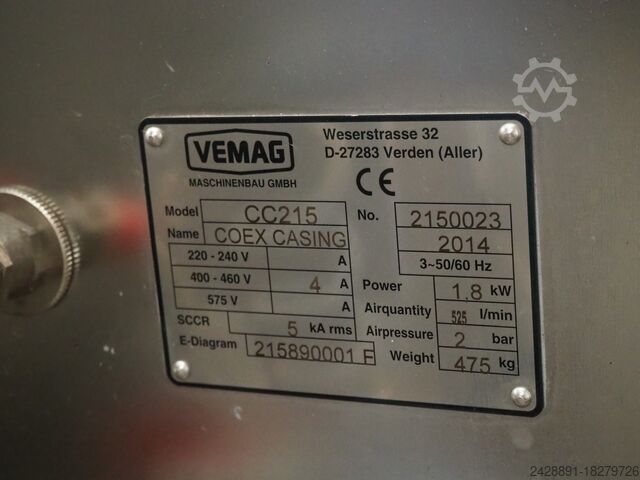 VEMAG
MASCHINENBAU GMBH
Weserstrasse 32
D-27283 Verden (Aller)
CE
Model CC215 No. 2150023
Name COEX CASING 2014
220 - 240 V A 3~50/60 Hz
400 - 460 V 4 A Power 1.8 kW
575 V A Airquantity 525 l/min
SCCR 5 kA rms Airpressure 2 bar
E-Diagram 215890001 F Weight 475 kg
2428891-18279726